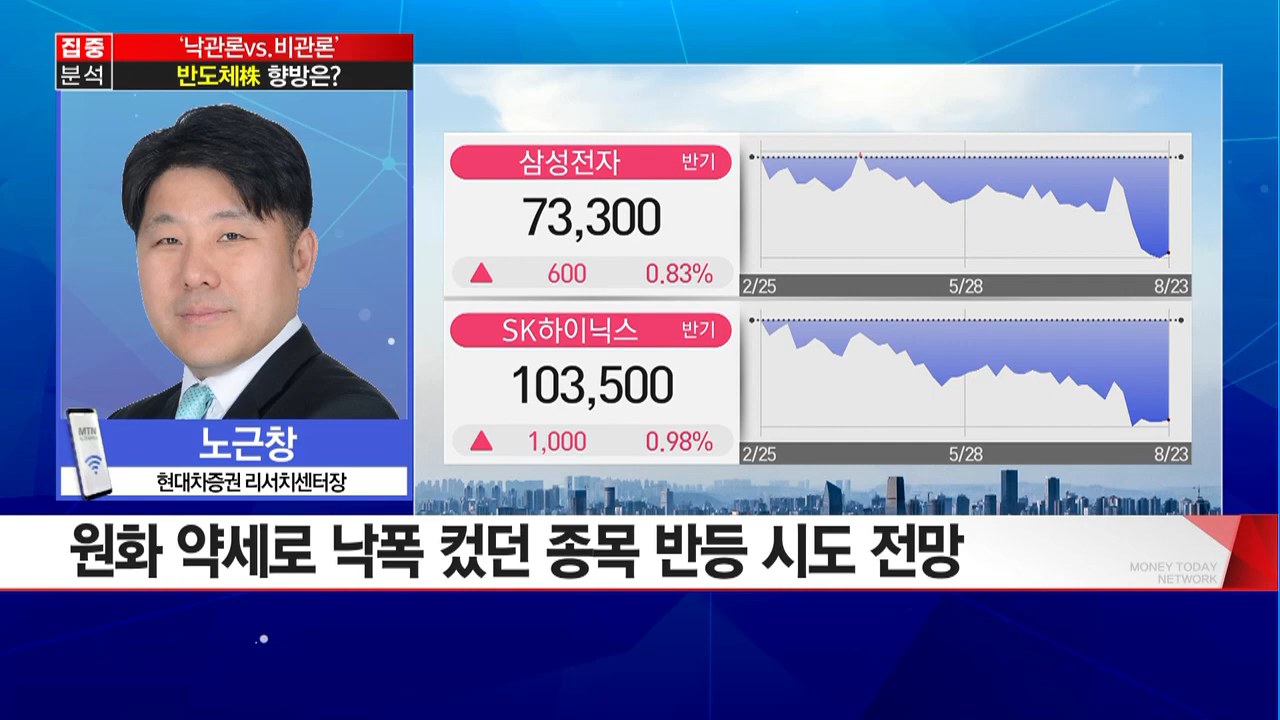 집중
분석
'낙관론vs.비관론'
반도체株 향방은?
삼성전자 반기
73,300
▲ 600 0.83%
2/25 5/28 8/23
SK하이닉스 반기
103,500
▲ 1,000 0.98%
2/25 5/28 8/23
MTN
노근창
현대차증권 리서치센터장
원화 약세로 낙폭 컸던 종목 반등 시도 전망
MONEY TODAY
NETWORK